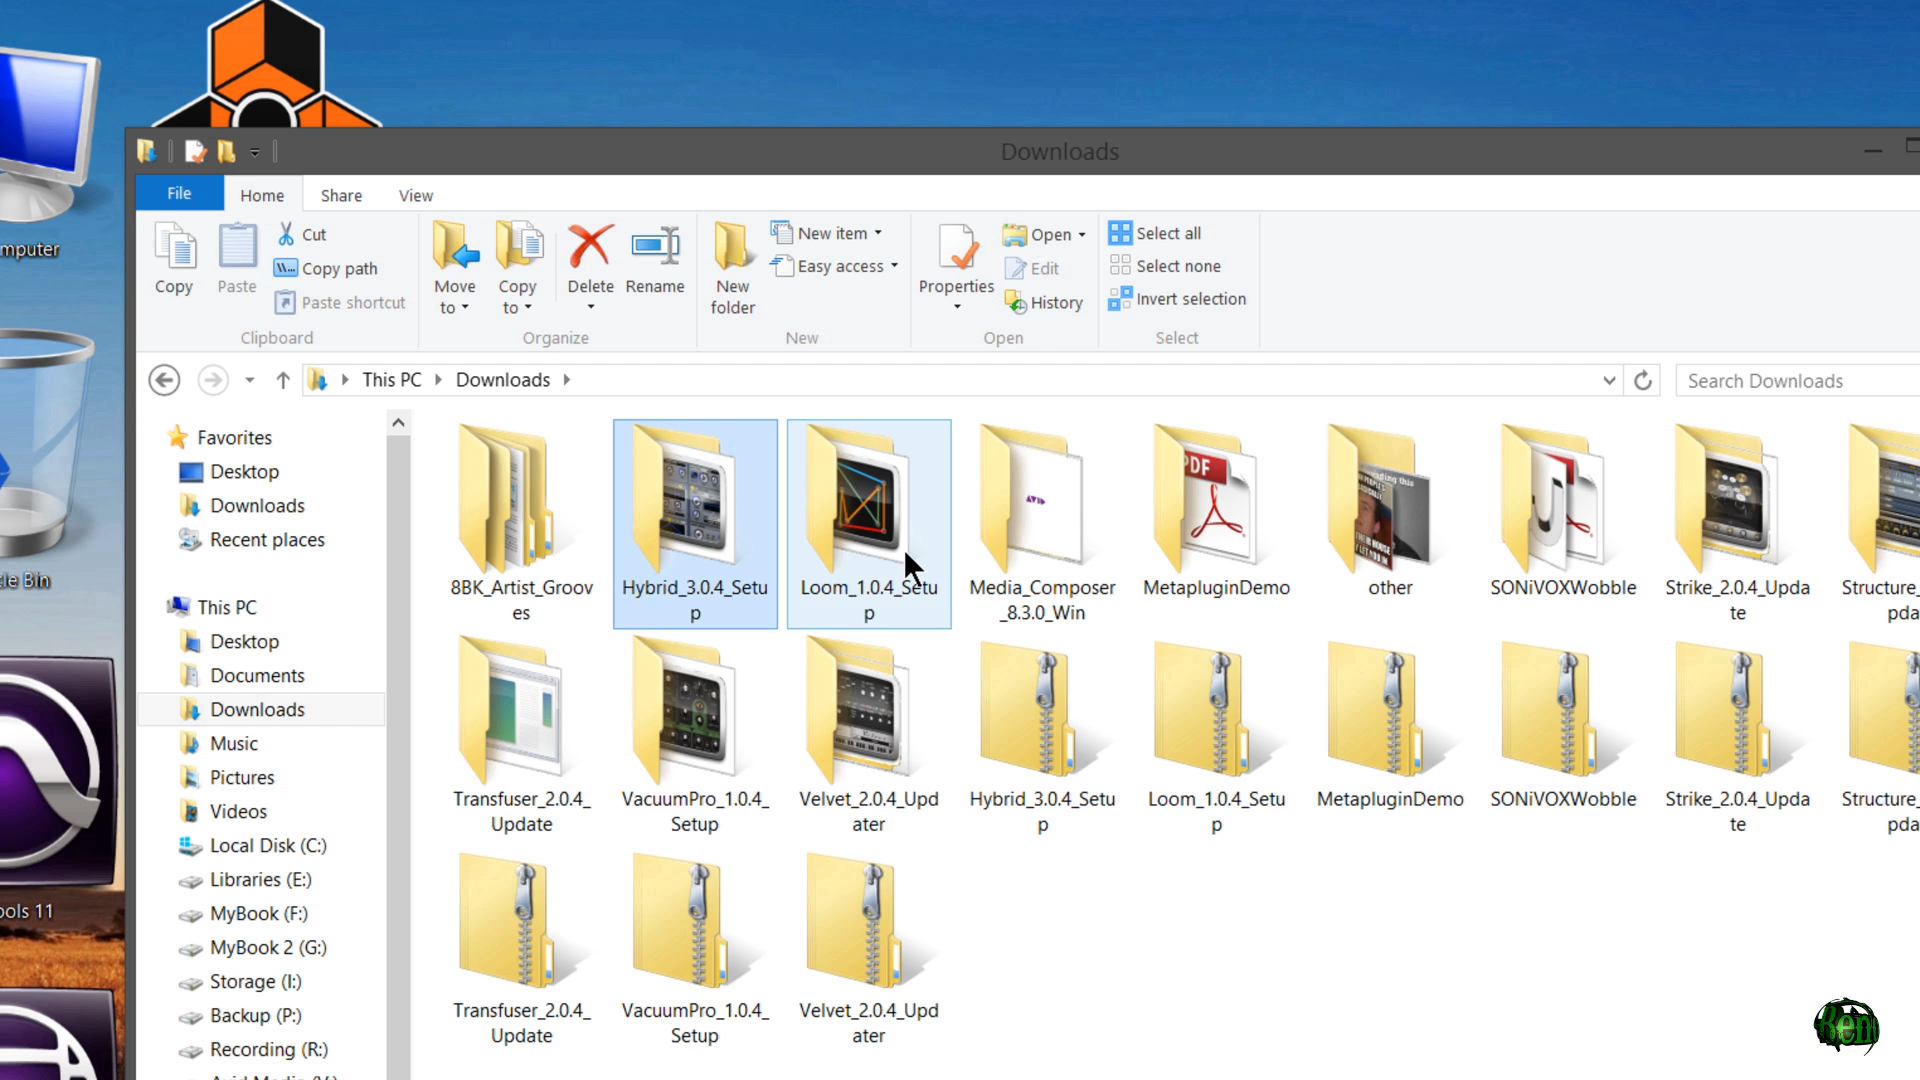 Downloads
File Home Share View
mputer
Copy
Paste
Cut
Copy path
Paste shortcut
Clipboard
Move
to
Copy
to
Delete
Rename
Organize
New
folder
New item
Easy access
New
Properties
Open
Edit
History
Open
Select all
Select none
Invert selection
Select
This PC Downloads
Search Downloads
Favorites
Desktop
Downloads
Recent places
This PC
Desktop
Documents
Downloads
Music
Pictures
Videos
Local Disk (C:)
Libraries (E:)
MyBook (F:)
MyBook 2 (G:)
Storage (I:)
Backup (P:)
Recording (R:)
cle Bin
ools 11
8BK_Artist_Groov
es
Hybrid_3.0.4_Setu
p
Loom_1.0.4_Setu
p
AVID
Media_Composer
_8.3.0_Win
PDF
MetapluginDemo
other
SONiVOXWobble
Strike_2.0.4_Upda
te
Structure_
pda
Transfuser_2.0.4_
Update
VacuumPro_1.0.4_
Setup
Velvet_2.0.4_Upd
ater
Hybrid_3.0.4_Setu
p
Loom_1.0.4_Setu
p
MetapluginDemo
SONiVOXWobble
Strike_2.0.4_Upda
te
Structure_
pda
Transfuser_2.0.4_
Update
VacuumPro_1.0.4_
Setup
Velvet_2.0.4_Upd
ater
Ben